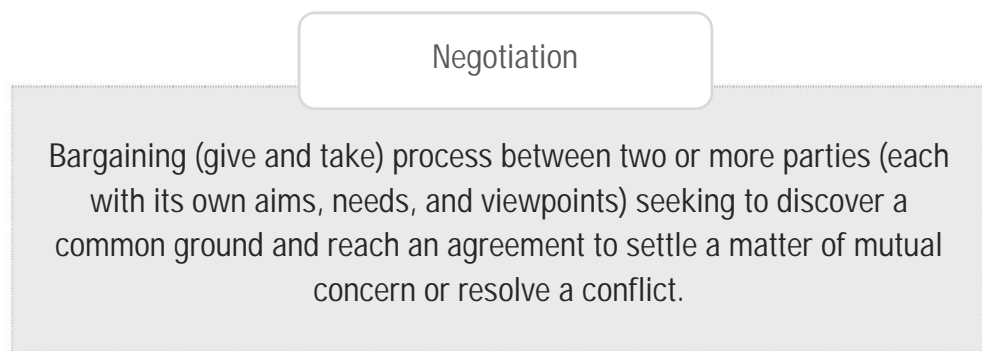 Negotiation
Bargaining (give and take) process between two or more parties (each
with its own aims, needs, and viewpoints) seeking to discover a
common ground and reach an agreement to settle a matter of mutual
concern or resolve a conflict.